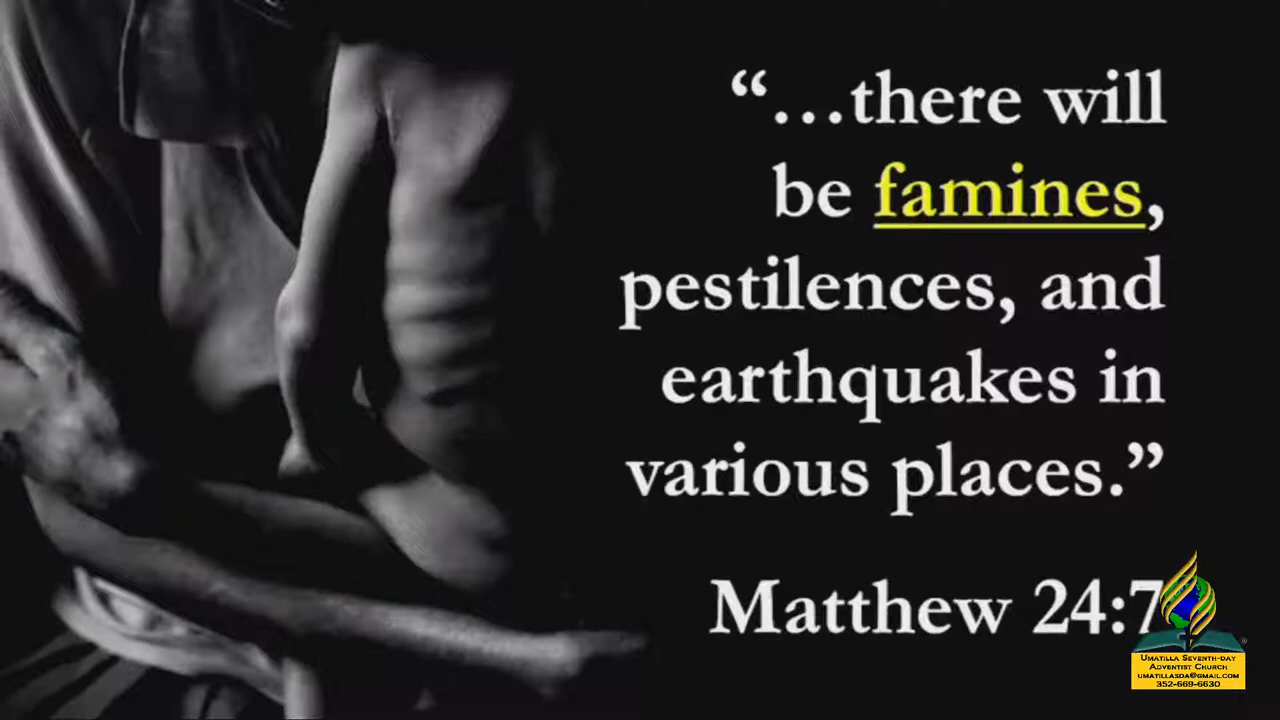 “…there will
be famines,
pestilences, and
earthquakes in
various places.”
Matthew 24:7
Umatilla Seventh-day
Adventist Church
umatillasda@gmail.com
352-669-6630